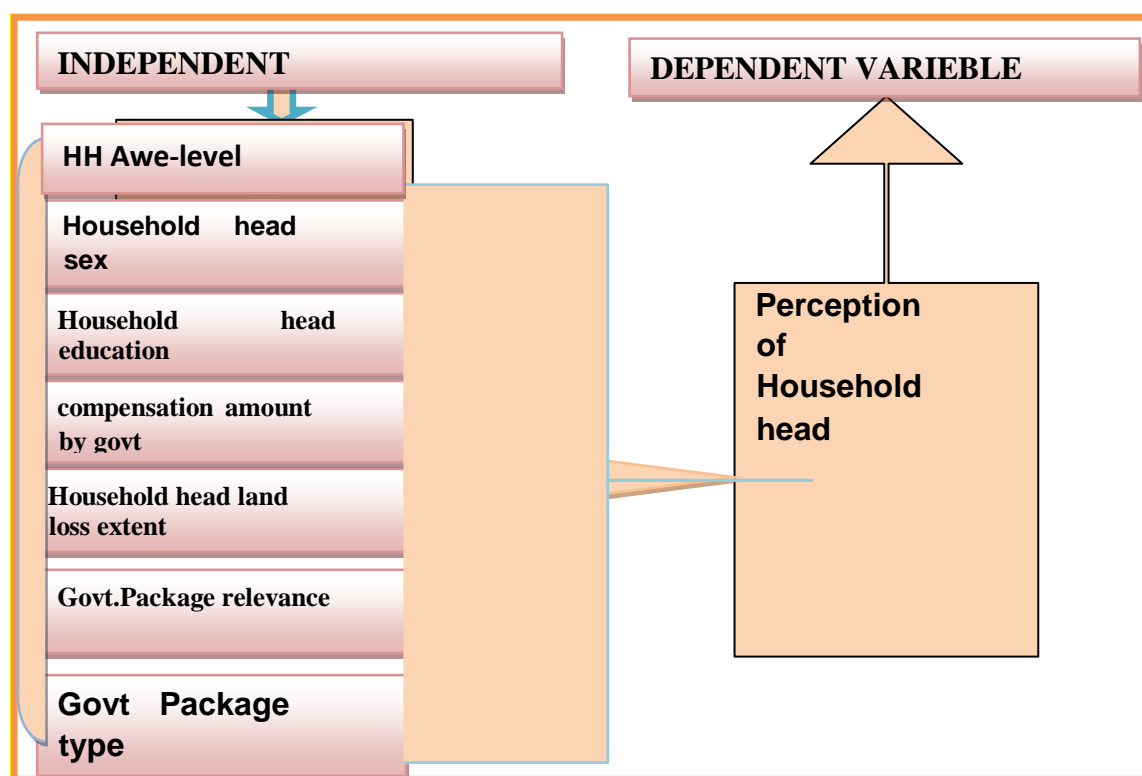 INDEPENDENT
DEPENDENT VARIEBLE
HH Awe-level
Household head
sex
Household head
education
compensation amount
by govt
Household head land
loss extent
Govt.Package relevance
Govt Package
type
Perception
of
Household
head